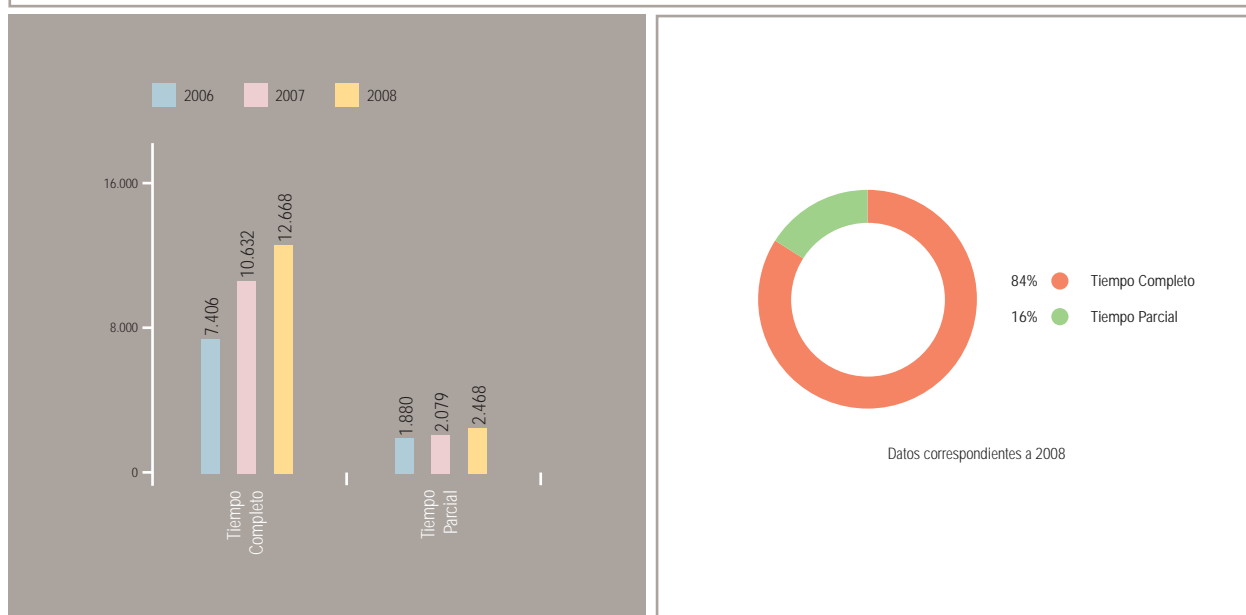 2006 2007 2008
16.000
8.000
0
7.406
10.632
12.668
1.880
2.079
2.468
Tiempo
Completo
Tiempo
Parcial
84% Tiempo Completo
16% Tiempo Parcial
Datos correspondientes a 2008